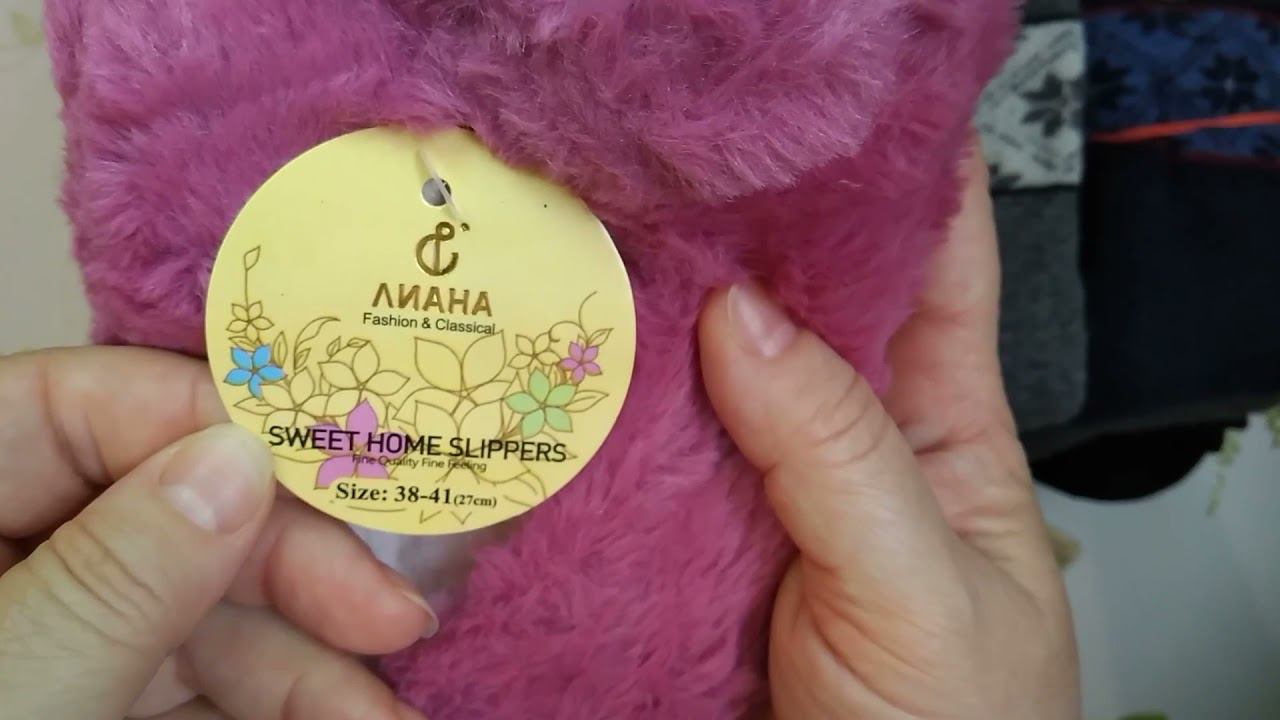 ЛИАНА
Fashion & Classical
SWEET HOME SLIPPERS
Fine Quality Fine Feeling
Size: 38-41(27cm)